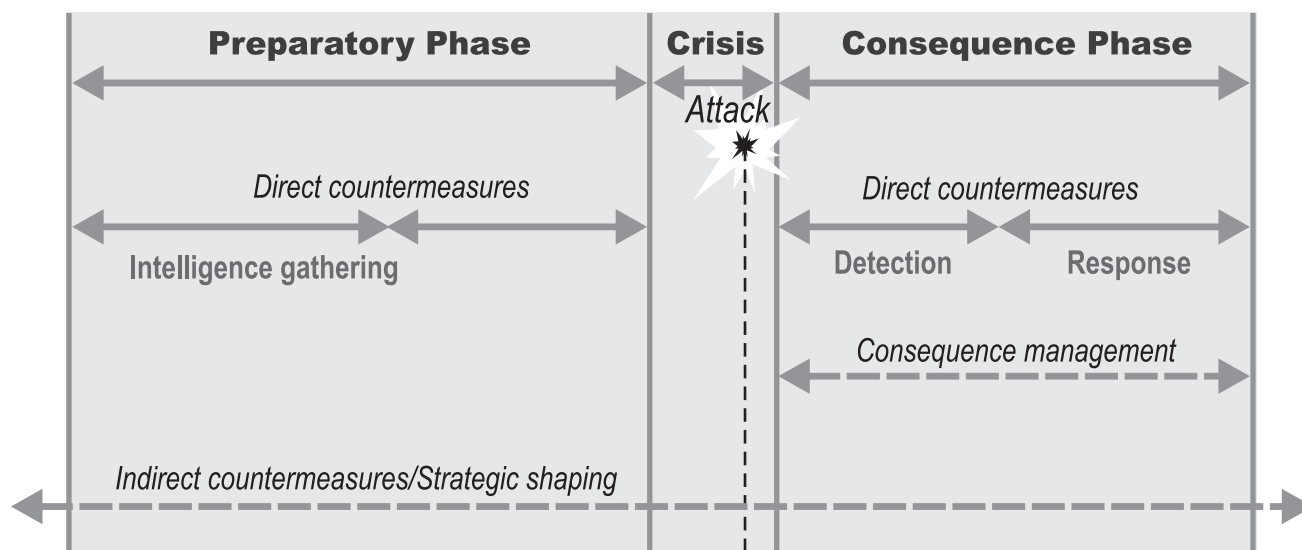 Preparatory Phase
Crisis
Consequence Phase
Attack
Direct countermeasures
Direct countermeasures
Intelligence gathering
Detection
Response
Consequence management
Indirect countermeasures/Strategic shaping